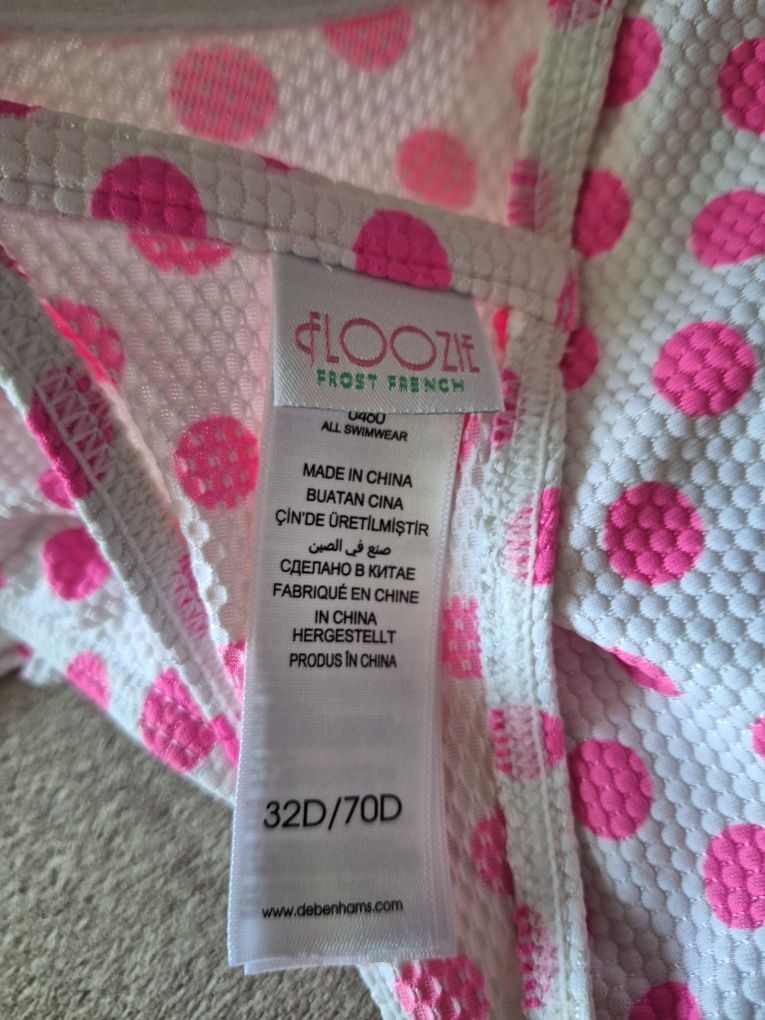 FLOOZIE
FROST FRENCH
0460
ALL SWIMWEAR
MADE IN CHINA
BUATAN CINA
ÇİN'DE ÜRETİLMİŞTİR
صنع في الصين
СДЕЛАНО В КИТАЕ
FABRIQUÉ EN CHINE
IN CHINA
HERGESTELLT
PRODUS ÎN CHINA
32D/70D
www.debenhams.com